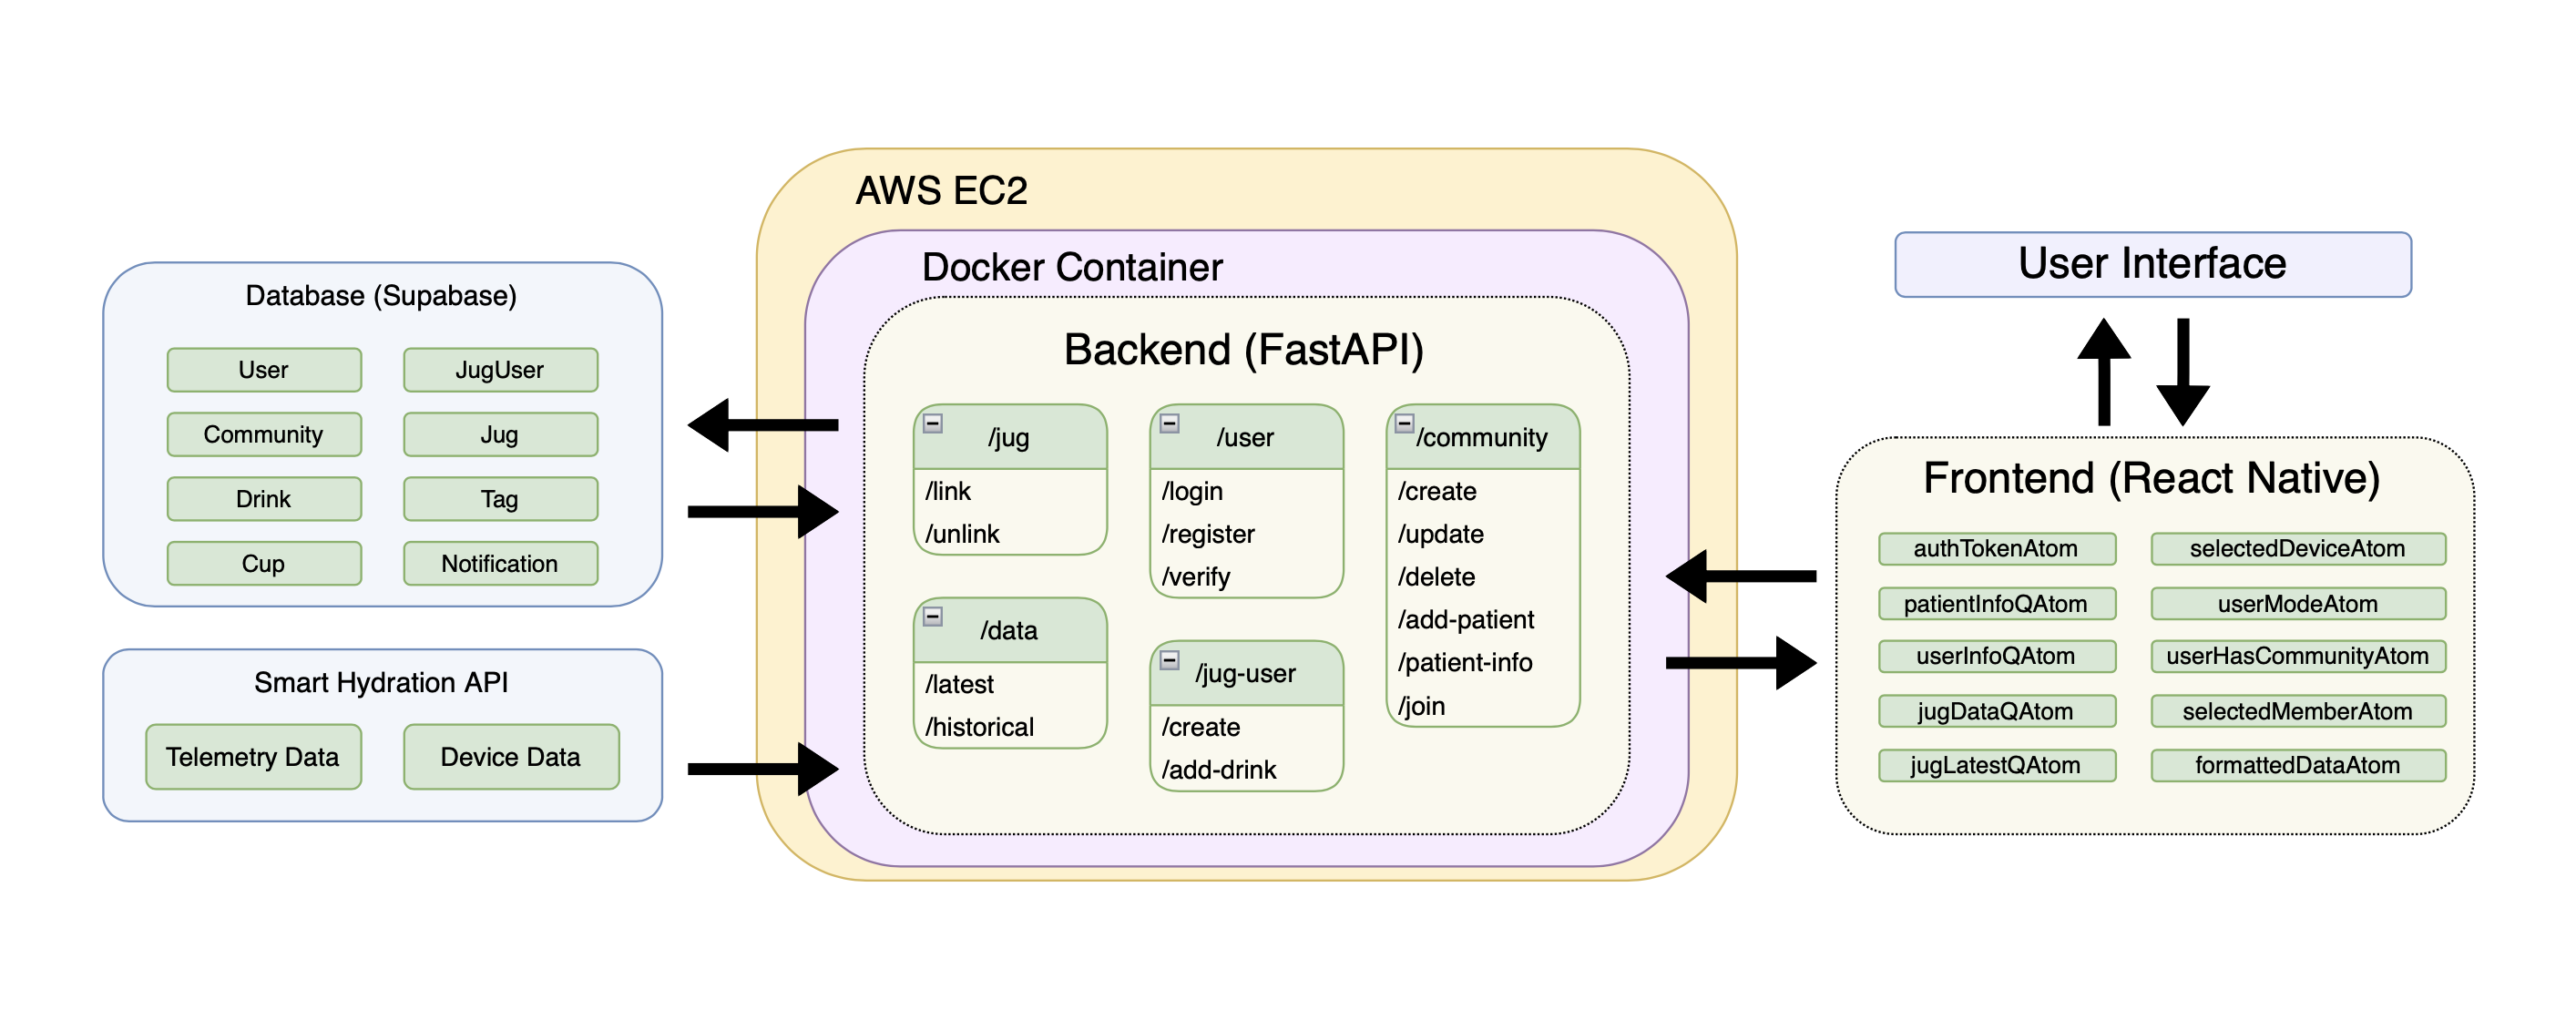 Database (Supabase)
User
JugUser
Community
Jug
Drink
Tag
Cup
Notification
Smart Hydration API
Telemetry Data
Device Data
AWS EC2
Docker Container
Backend (FastAPI)
/jug
/link
/unlink
/data
/latest
/historical
/user
/login
/register
/verify
/jug-user
/create
/add-drink
/community
/create
/update
/delete
/add-patient
/patient-info
/join
User Interface
Frontend (React Native)
authTokenAtom
selectedDeviceAtom
patientInfoQAtom
userModeAtom
userInfoQAtom
userHasCommunityAtom
jugDataQAtom
selectedMemberAtom
jugLatestQAtom
formattedDataAtom